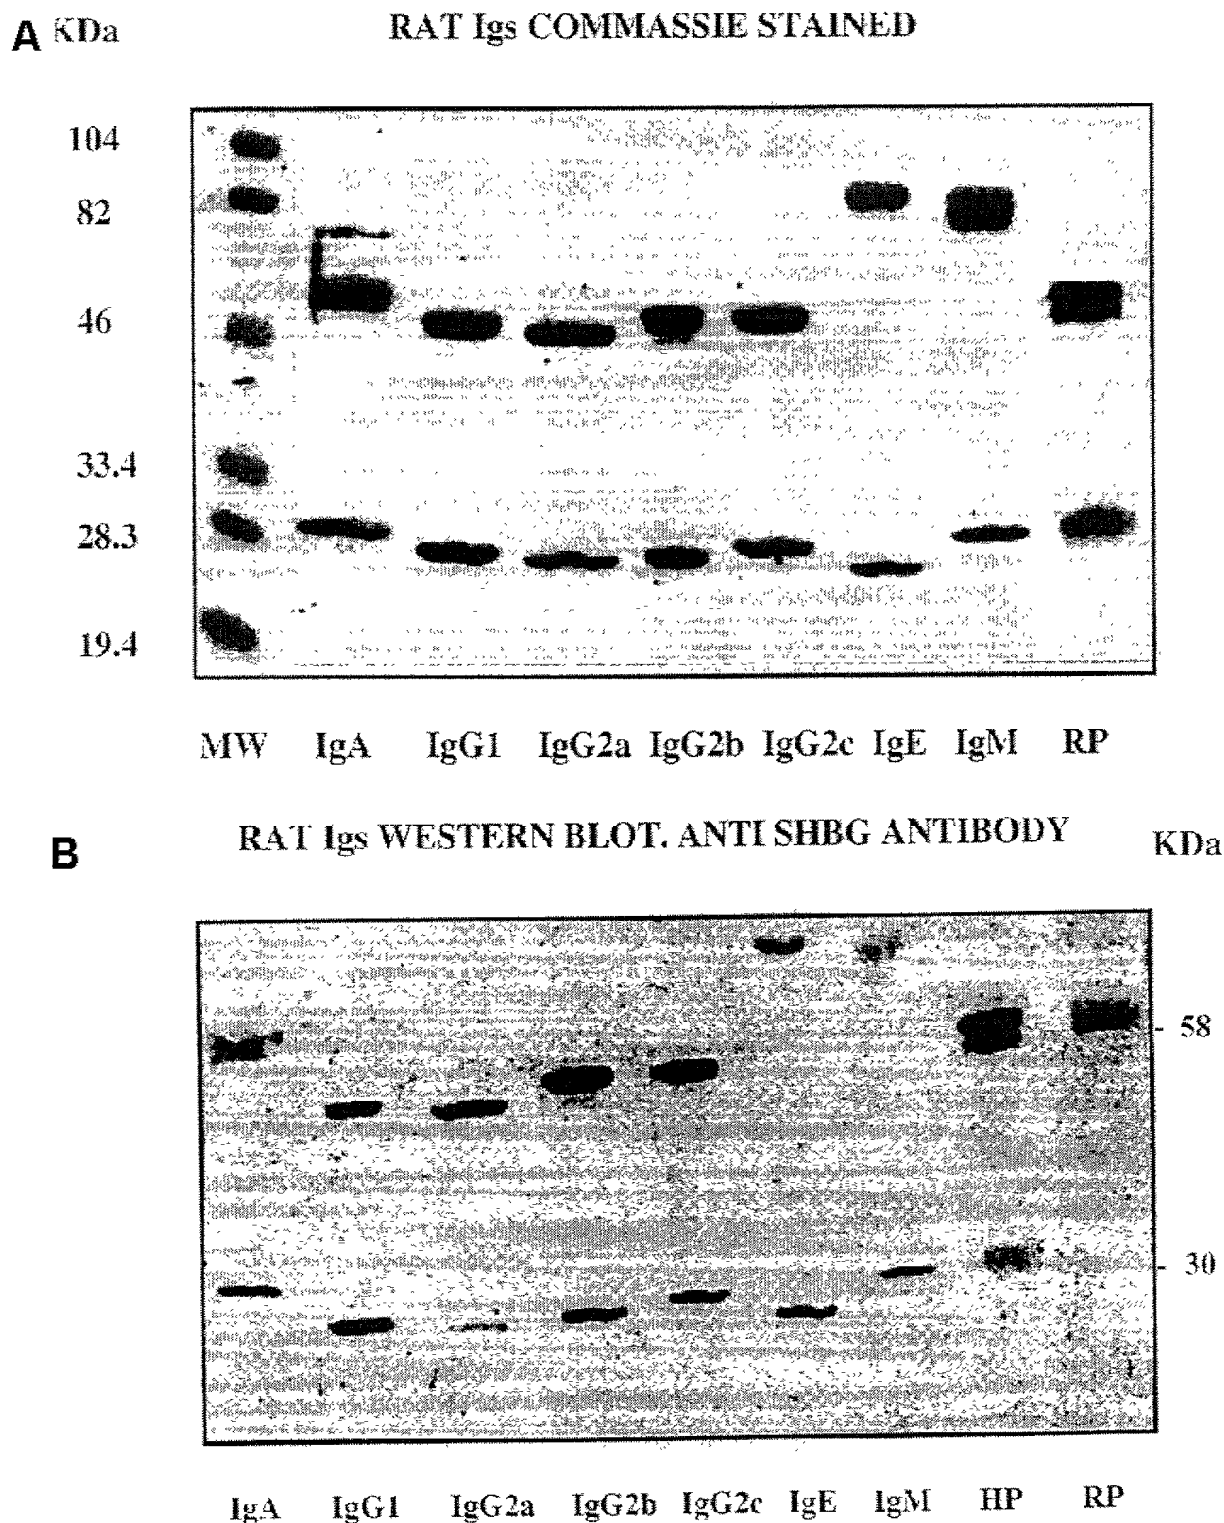 A KDa RAT Igs COMMASSIE STAINED
104
82
46
33.4
28.3
19.4
MW IgA IgG1 IgG2a IgG2b IgG2c IgE IgM RP
B RAT Igs WESTERN BLOT. ANTI SHBG ANTIBODY KDa
58
30
IgA IgG1 IgG2a IgG2b IgG2c IgE IgM HP RP